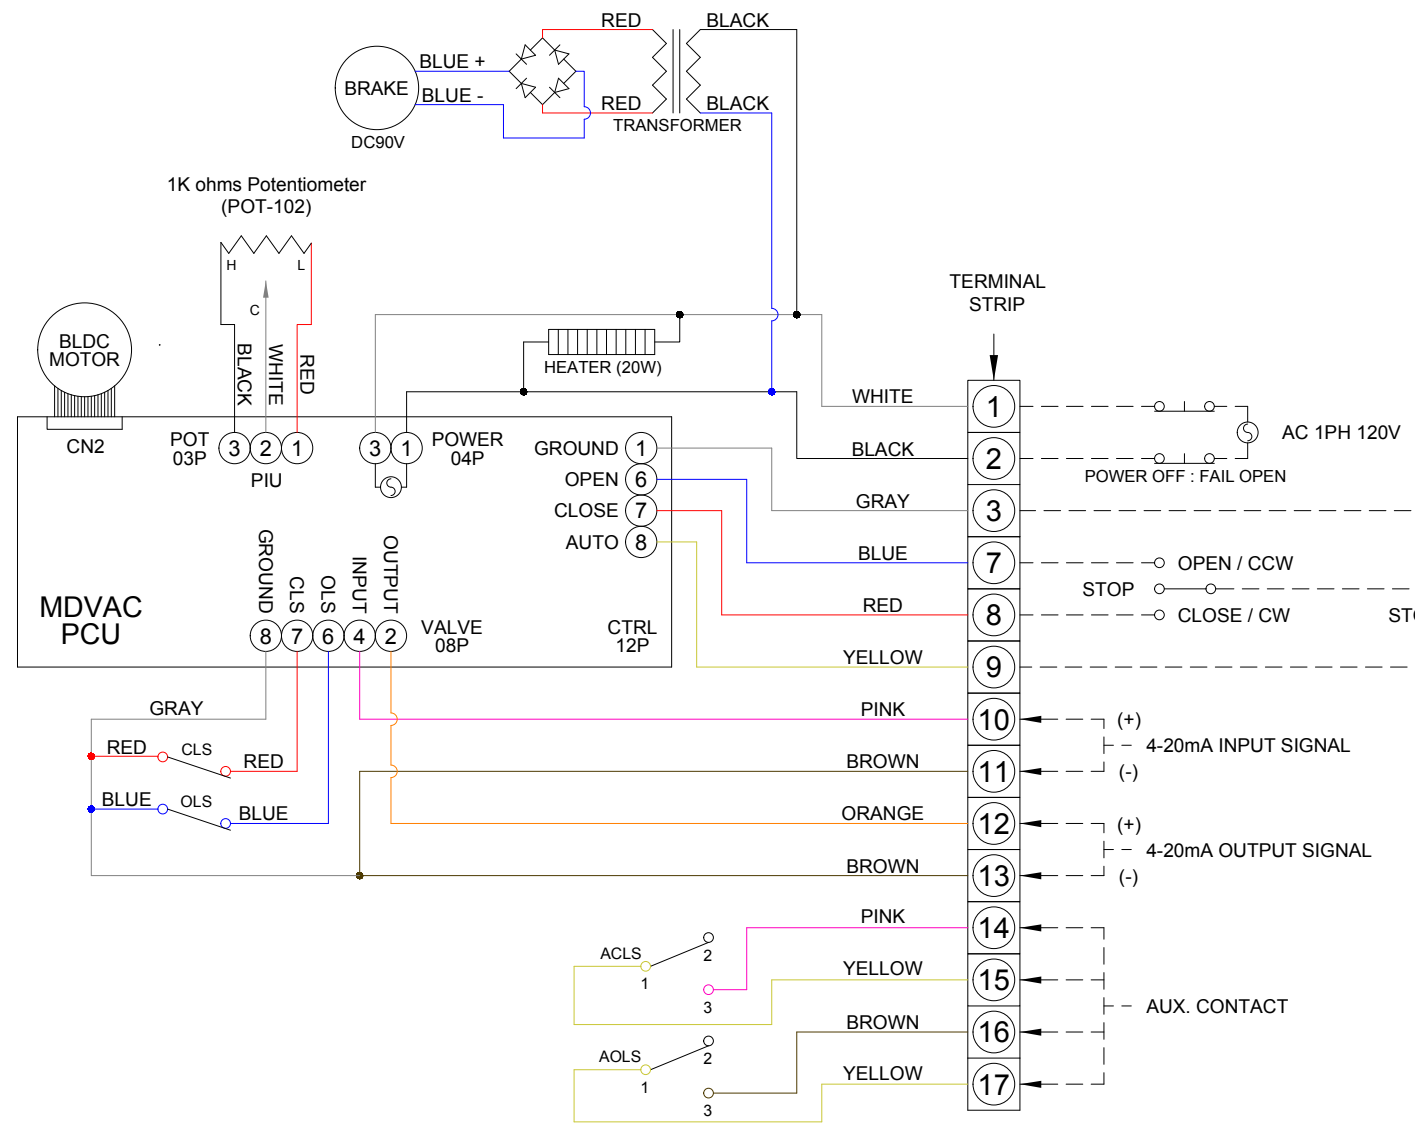 RED
BLACK
BLUE +
BRAKE
BLUE -
RED
BLACK
TRANSFORMER
DC90V
1K ohms Potentiometer
(POT-102)
H
L
C
BLACK
WHITE
RED
BLDC
MOTOR
CN2
POT
03P
3
2
1
PIU
3
1
POWER
04P
HEATER (20W)
TERMINAL
STRIP
GROUND
1
OPEN
6
CLOSE
7
AUTO
8
CTRL
12P
MDVAC
PCU
GROUND
CLS
OLS
INPUT
OUTPUT
8
7
6
4
2
VALVE
08P
WHITE
1
AC 1PH 120V
BLACK
2
POWER OFF : FAIL OPEN
GRAY
3
BLUE
7
OPEN / CCW
STOP
RED
8
CLOSE / CW
STO
YELLOW
9
GRAY
PINK
10
(+)
4-20mA INPUT SIGNAL
RED
CLS
RED
BROWN
11
(-)
BLUE
OLS
BLUE
ORANGE
12
(+)
4-20mA OUTPUT SIGNAL
BROWN
13
(-)
PINK
14
ACLS
1
2
3
YELLOW
15
AUX. CONTACT
BROWN
16
AOLS
1
2
3
YELLOW
17